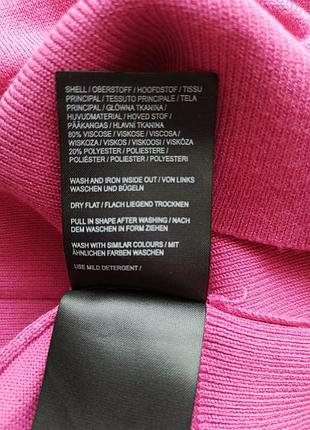 SHELL / OBERSTOFF / HOOFDSTOF / TISSU
PRINCIPAL / TESSUTO PRINCIPALE / TELA
PRINCIPAL / GŁÓWNA TKANINA /
HUVUDMATERIAL / HOVED STOF /
PÄÄKANGAS / HLAVNÍ TKANINA
80% VISCOSE / VISKOSE / VISCOSA /
WISKOZA / VISKOS / VISKOOSI / VISKÓZA
20% POLYESTER / POLIESTERE /
POLIÉSTER / POLIESTER / POLYESTERI
WASH AND IRON INSIDE OUT / VON LINKS
WASCHEN UND BÜGELN
DRY FLAT / FLACH LIEGEND TROCKNEN
PULL IN SHAPE AFTER WASHING / NACH
DEM WASCHEN IN FORM ZIEHEN
WASH WITH SIMILAR COLOURS / MIT
ÄHNLICHEN FARBEN WASCHEN
USE MILD DETERGENT /